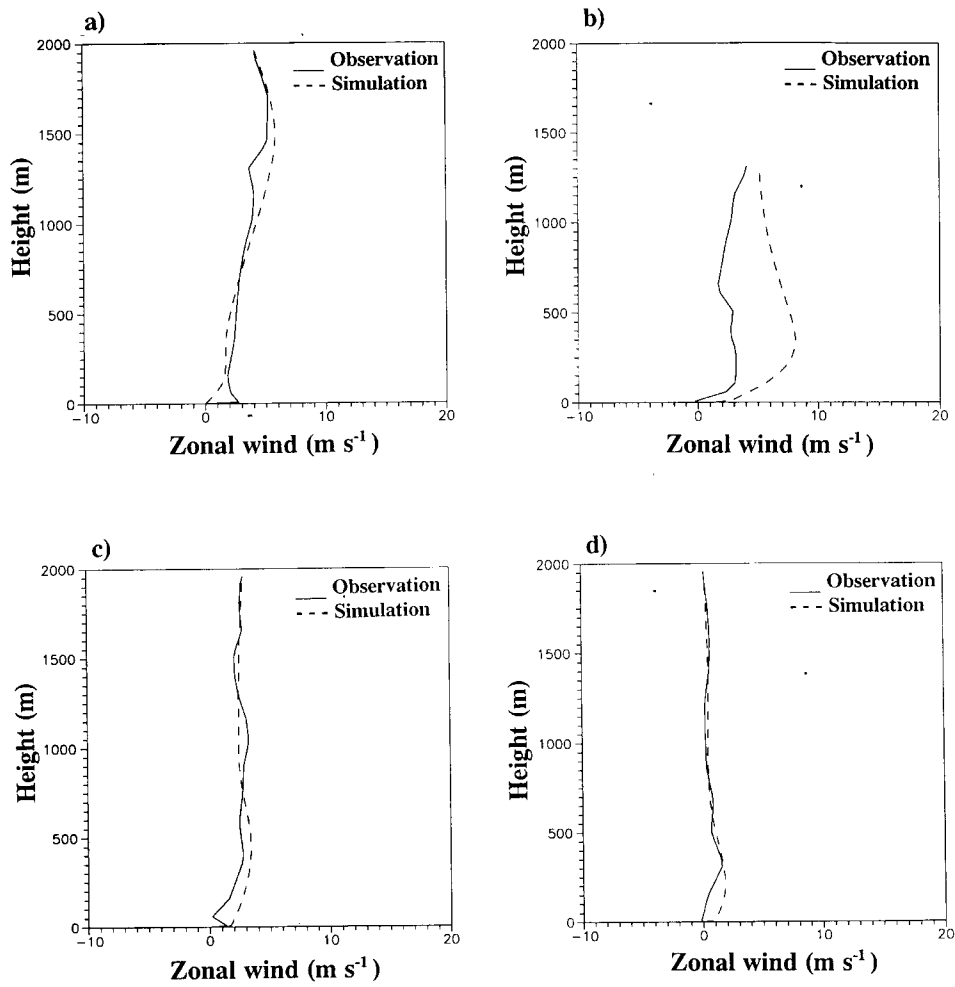 a)
2000
1500
1000
500
0
Height (m)
Observation
Simulation
-10
0
10
20
Zonal wind (m s-1)
b)
2000
1500
1000
500
0
Height (m)
Observation
Simulation
-10
0
10
20
Zonal wind (m s-1)
c)
2000
1500
1000
500
0
Height (m)
Observation
Simulation
-10
0
10
20
Zonal wind (m s-1)
d)
2000
1500
1000
500
0
Height (m)
Observation
Simulation
-10
0
10
20
Zonal wind (m s-1)